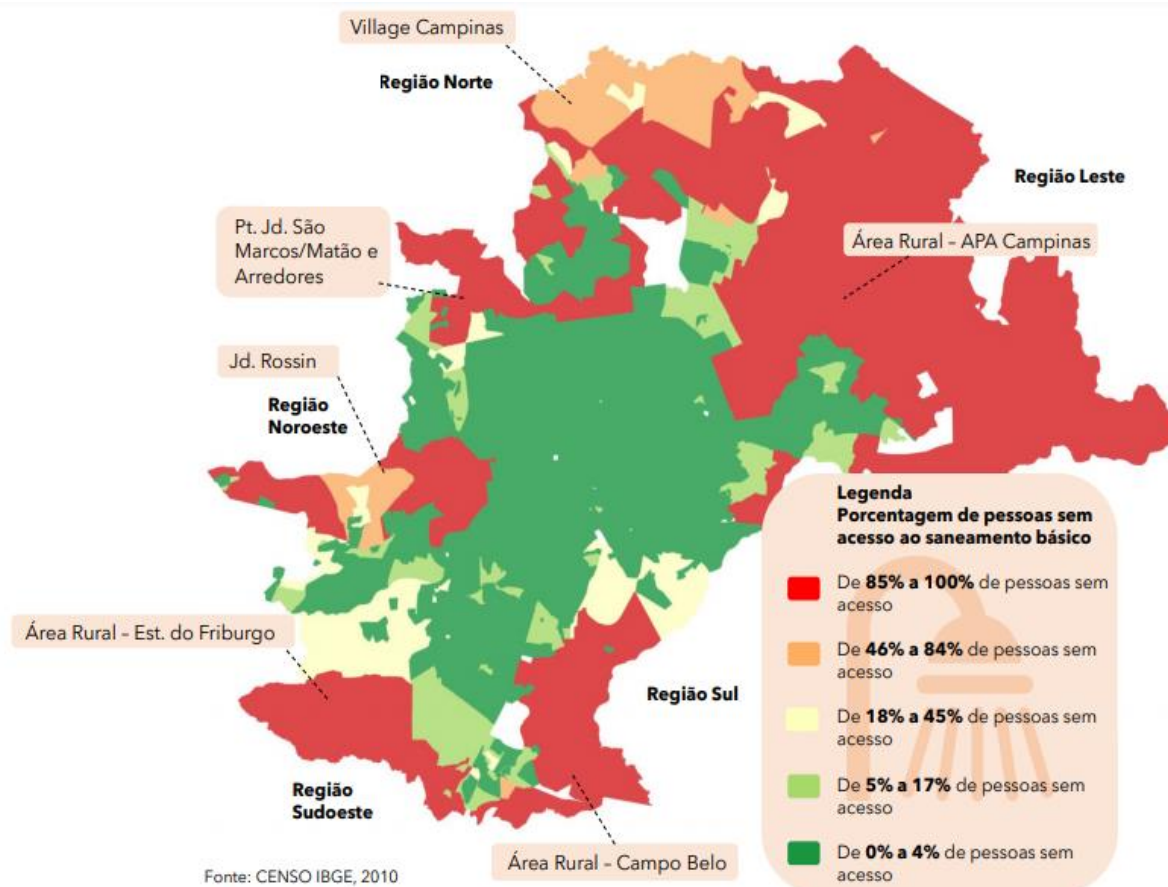 Village Campinas
Região Norte
Região Leste
Pt. Jd. São
Marcos/Matão e
Arredores
Área Rural - APA Campinas
Jd. Rossin
Região
Noroeste
Legenda
Porcentagem de pessoas sem
acesso ao saneamento básico
De 85% a 100% de pessoas sem
acesso
De 46% a 84% de pessoas sem
acesso
De 18% a 45% de pessoas sem
acesso
De 5% a 17% de pessoas sem
acesso
De 0% a 4% de pessoas sem
acesso
Área Rural - Est. do Friburgo
Região Sul
Região
Sudoeste
Área Rural - Campo Belo
Fonte: CENSO IBGE, 2010